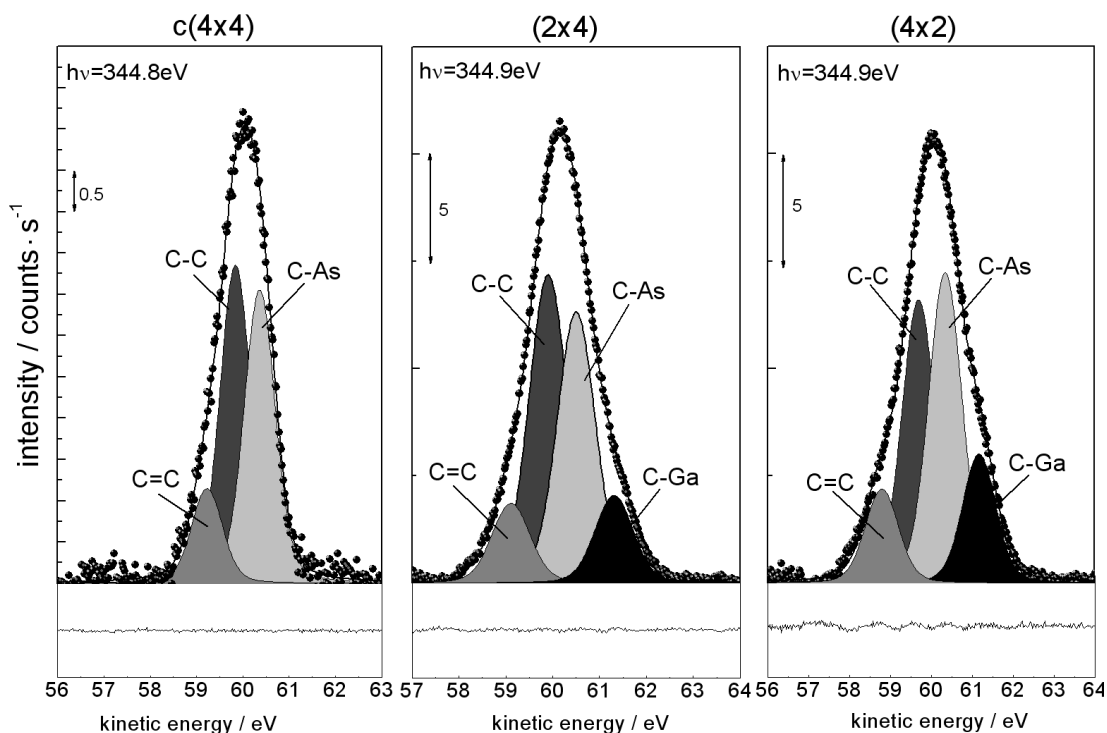 c(4x4)
hν=344.8eV
0.5
C-C
C-As
C=C
intensity / counts · s⁻¹
56 57 58 59 60 61 62 63
kinetic energy / eV
(2x4)
hν=344.9eV
5
C-C
C-As
C=C
C-Ga
57 58 59 60 61 62 63 64
kinetic energy / eV
(4x2)
hν=344.9eV
5
C-C
C-As
C=C
C-Ga
56 57 58 59 60 61 62 63 64
kinetic energy / eV